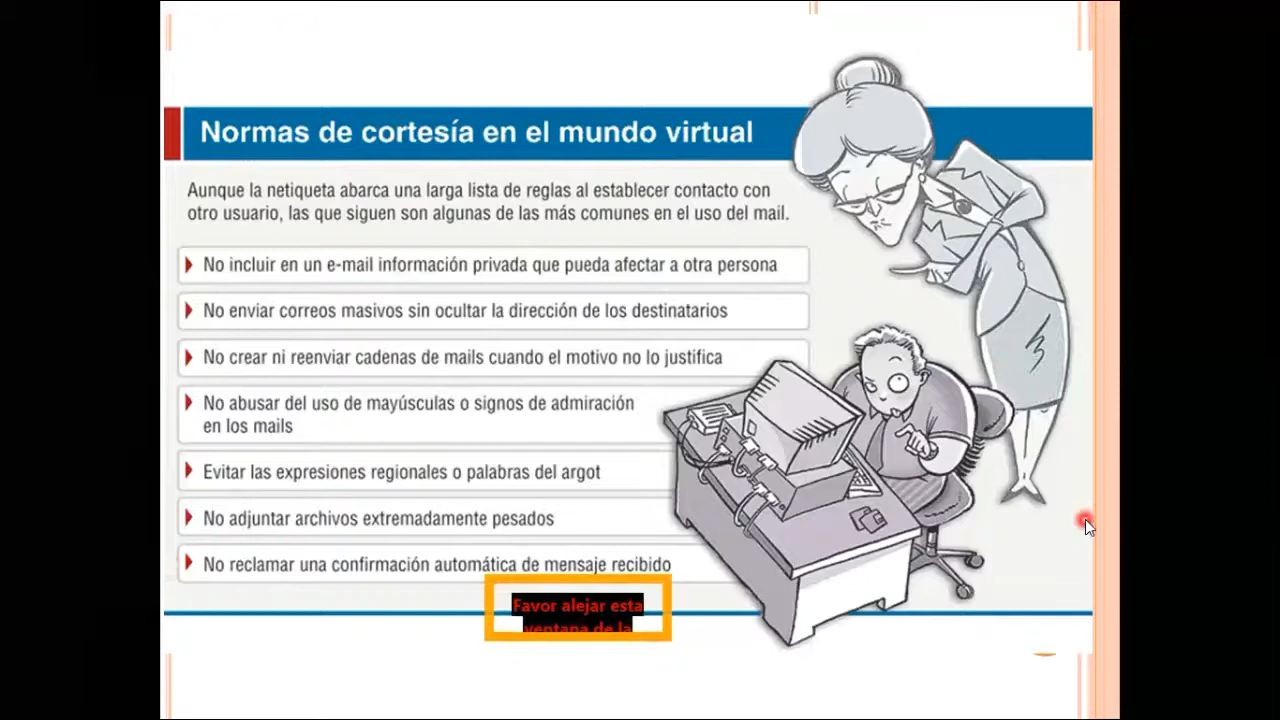 Normas de cortesía en el mundo virtual
Aunque la netiqueta abarca una larga lista de reglas al establecer contacto con
otro usuario, las que siguen son algunas de las más comunes en el uso del mail.
No incluir en un e-mail información privada que pueda afectar a otra persona
No enviar correos masivos sin ocultar la dirección de los destinatarios
No crear ni reenviar cadenas de mails cuando el motivo no lo justifica
No abusar del uso de mayúsculas o signos de admiración
en los mails
Evitar las expresiones regionales o palabras del argot
No adjuntar archivos extremadamente pesados
No reclamar una confirmación automática de mensaje recibido
Favor alejar esta
ventana de la